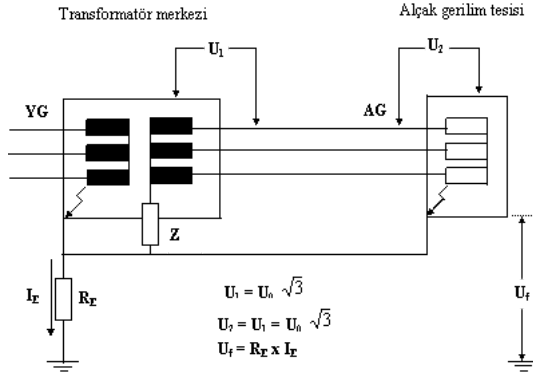 Transformatör merkezi
Alçak gerilim tesisi
U1
U2
YG
AG
Z
IE
RE
Uf
U1 = U0 √3
U2 = U1 = U0 √3
Uf = RE x IE